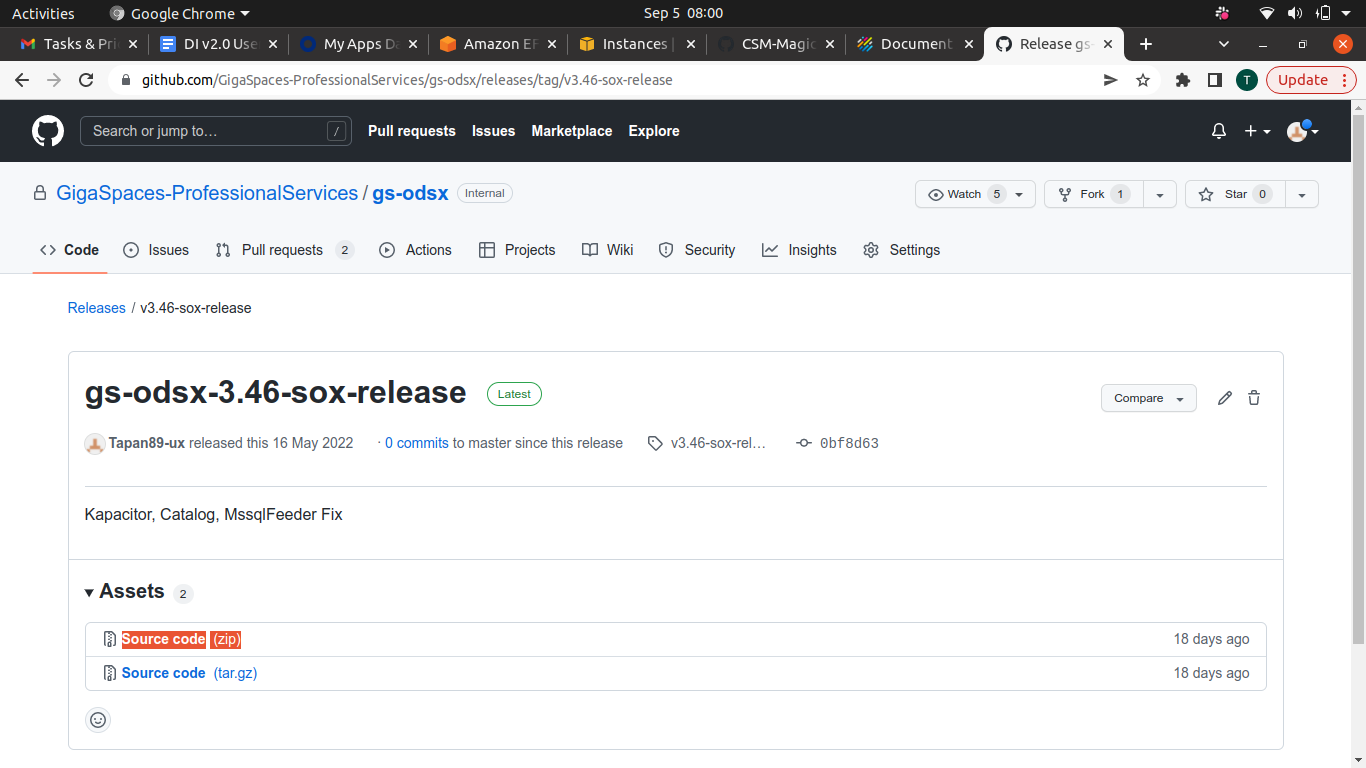 Activities Google Chrome Sep 5 08:00
Tasks & Pri DI v2.0 Use My Apps Da Amazon EF Instances | CSM-Magic Document Release gs-
github.com/GigaSpaces-ProfessionalServices/gs-odsx/releases/tag/v3.46-sox-release T Update
Search or jump to… / Pull requests Issues Marketplace Explore
GigaSpaces-ProfessionalServices / gs-odsx Internal Watch 5 Fork 1 Star 0
Code Issues Pull requests 2 Actions Projects Wiki Security Insights Settings
Releases / v3.46-sox-release
gs-odsx-3.46-sox-release Latest Compare
Tapan89-ux released this 16 May 2022 · 0 commits to master since this release v3.46-sox-rel… 0bf8d63
Kapacitor, Catalog, MssqlFeeder Fix
Assets 2
Source code (zip) 18 days ago
Source code (tar.gz) 18 days ago